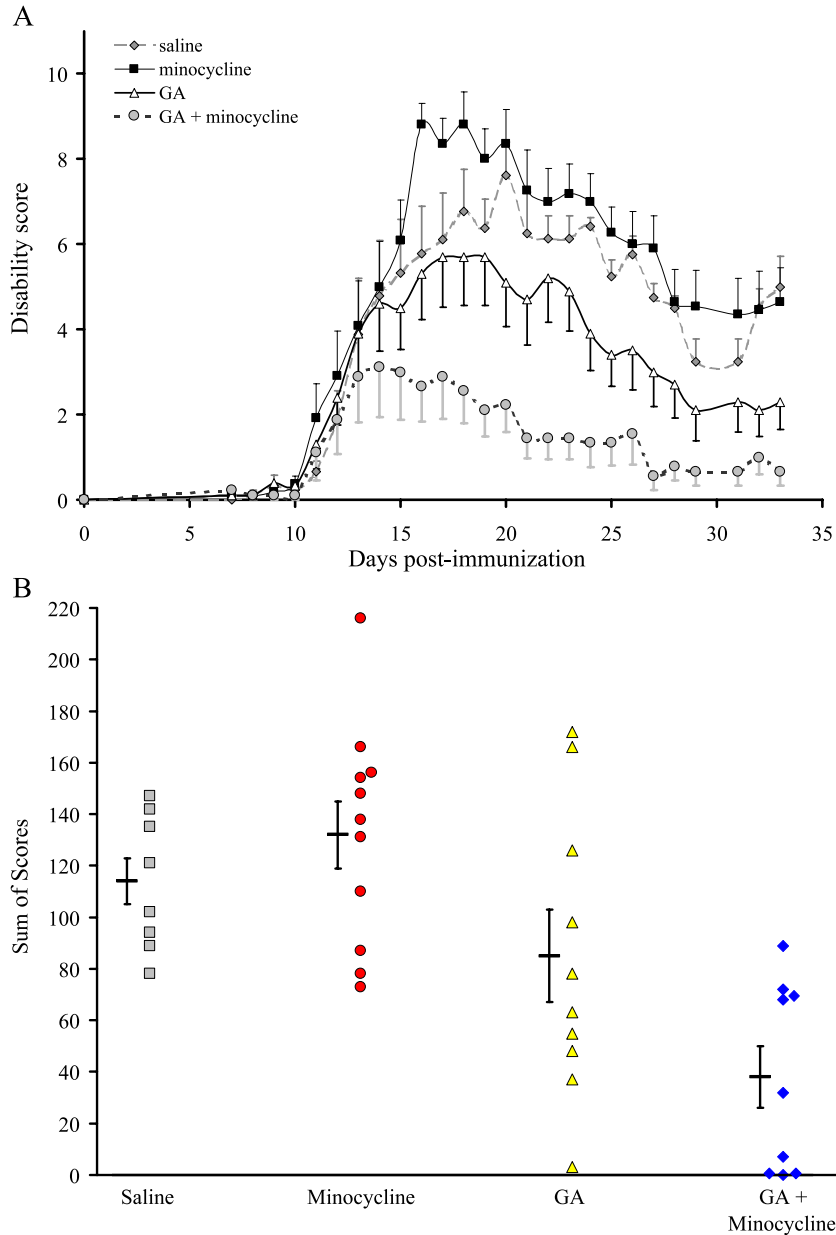 A
saline
minocycline
GA
GA + minocycline
10
8
6
4
2
0
Disability score
0 5 10 15 20 25 30 35
Days post-immunization
B
220
200
180
160
140
120
100
80
60
40
20
0
Sum of Scores
Saline Minocycline GA GA +
Minocycline